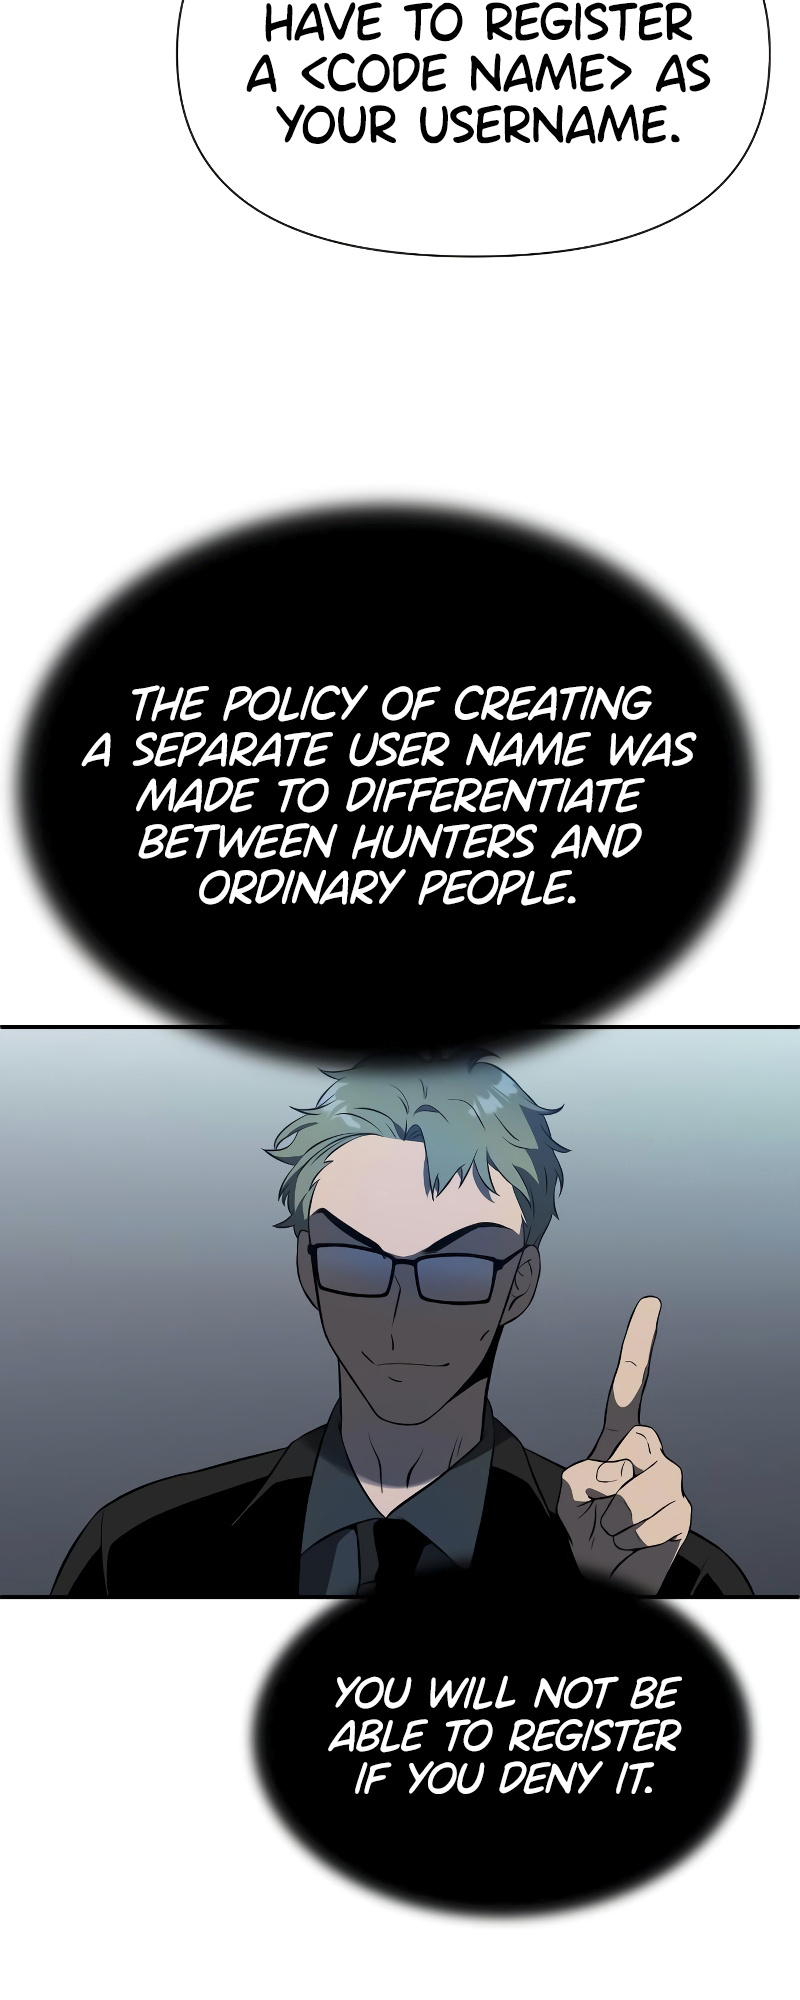 HAVE TO REGISTER
A <CODE NAME> AS
YOUR USERNAME.
THE POLICY OF CREATING
A SEPARATE USER NAME WAS
MADE TO DIFFERENTIATE
BETWEEN HUNTERS AND
ORDINARY PEOPLE.
YOU WILL NOT BE
ABLE TO REGISTER
IF YOU DENY IT.